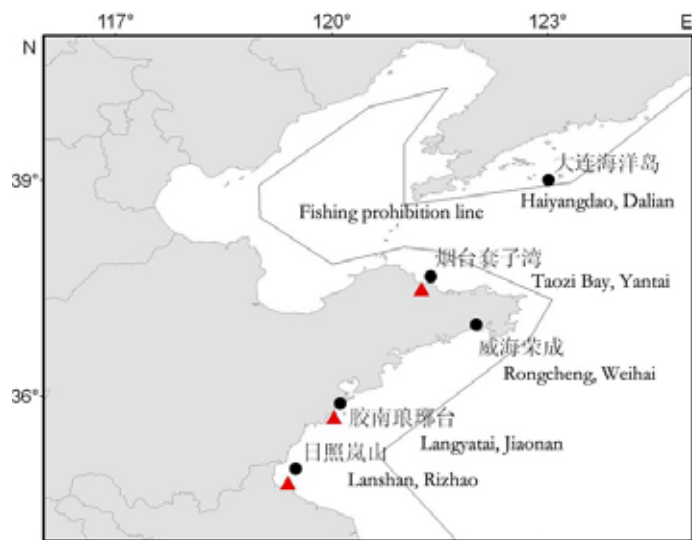 117° 120° 123°
N E
大连海洋岛
39°
Haiyangdao, Dalian
Fishing prohibition line
烟台套子湾
Taozi Bay, Yantai
威海荣成
Rongcheng, Weihai
36°
胶南琅琊台
Langyatai, Jiaonan
日照岚山
Lanshan, Rizhao